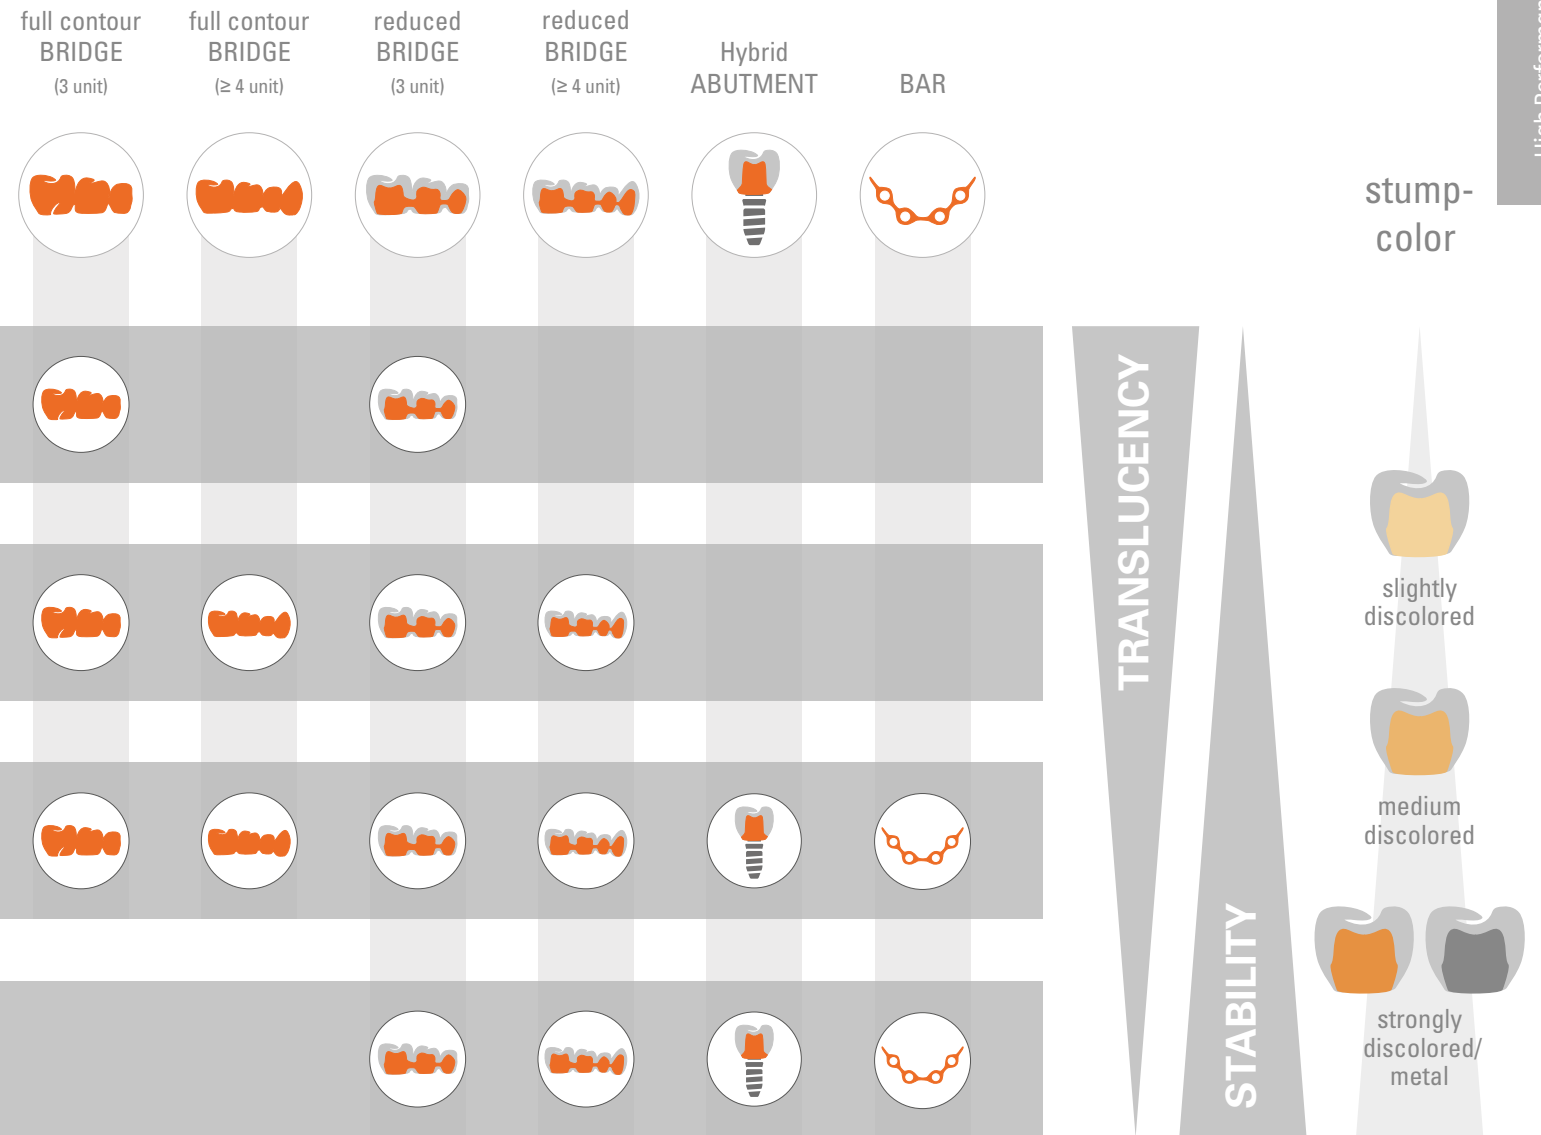 full contour
BRIDGE
(3 unit)
full contour
BRIDGE
(≥ 4 unit)
reduced
BRIDGE
(3 unit)
reduced
BRIDGE
(≥ 4 unit)
Hybrid
ABUTMENT
BAR
High
stump-
color
TRANSLUCENCY
STABILITY
slightly
discolored
medium
discolored
strongly
discolored/
metal